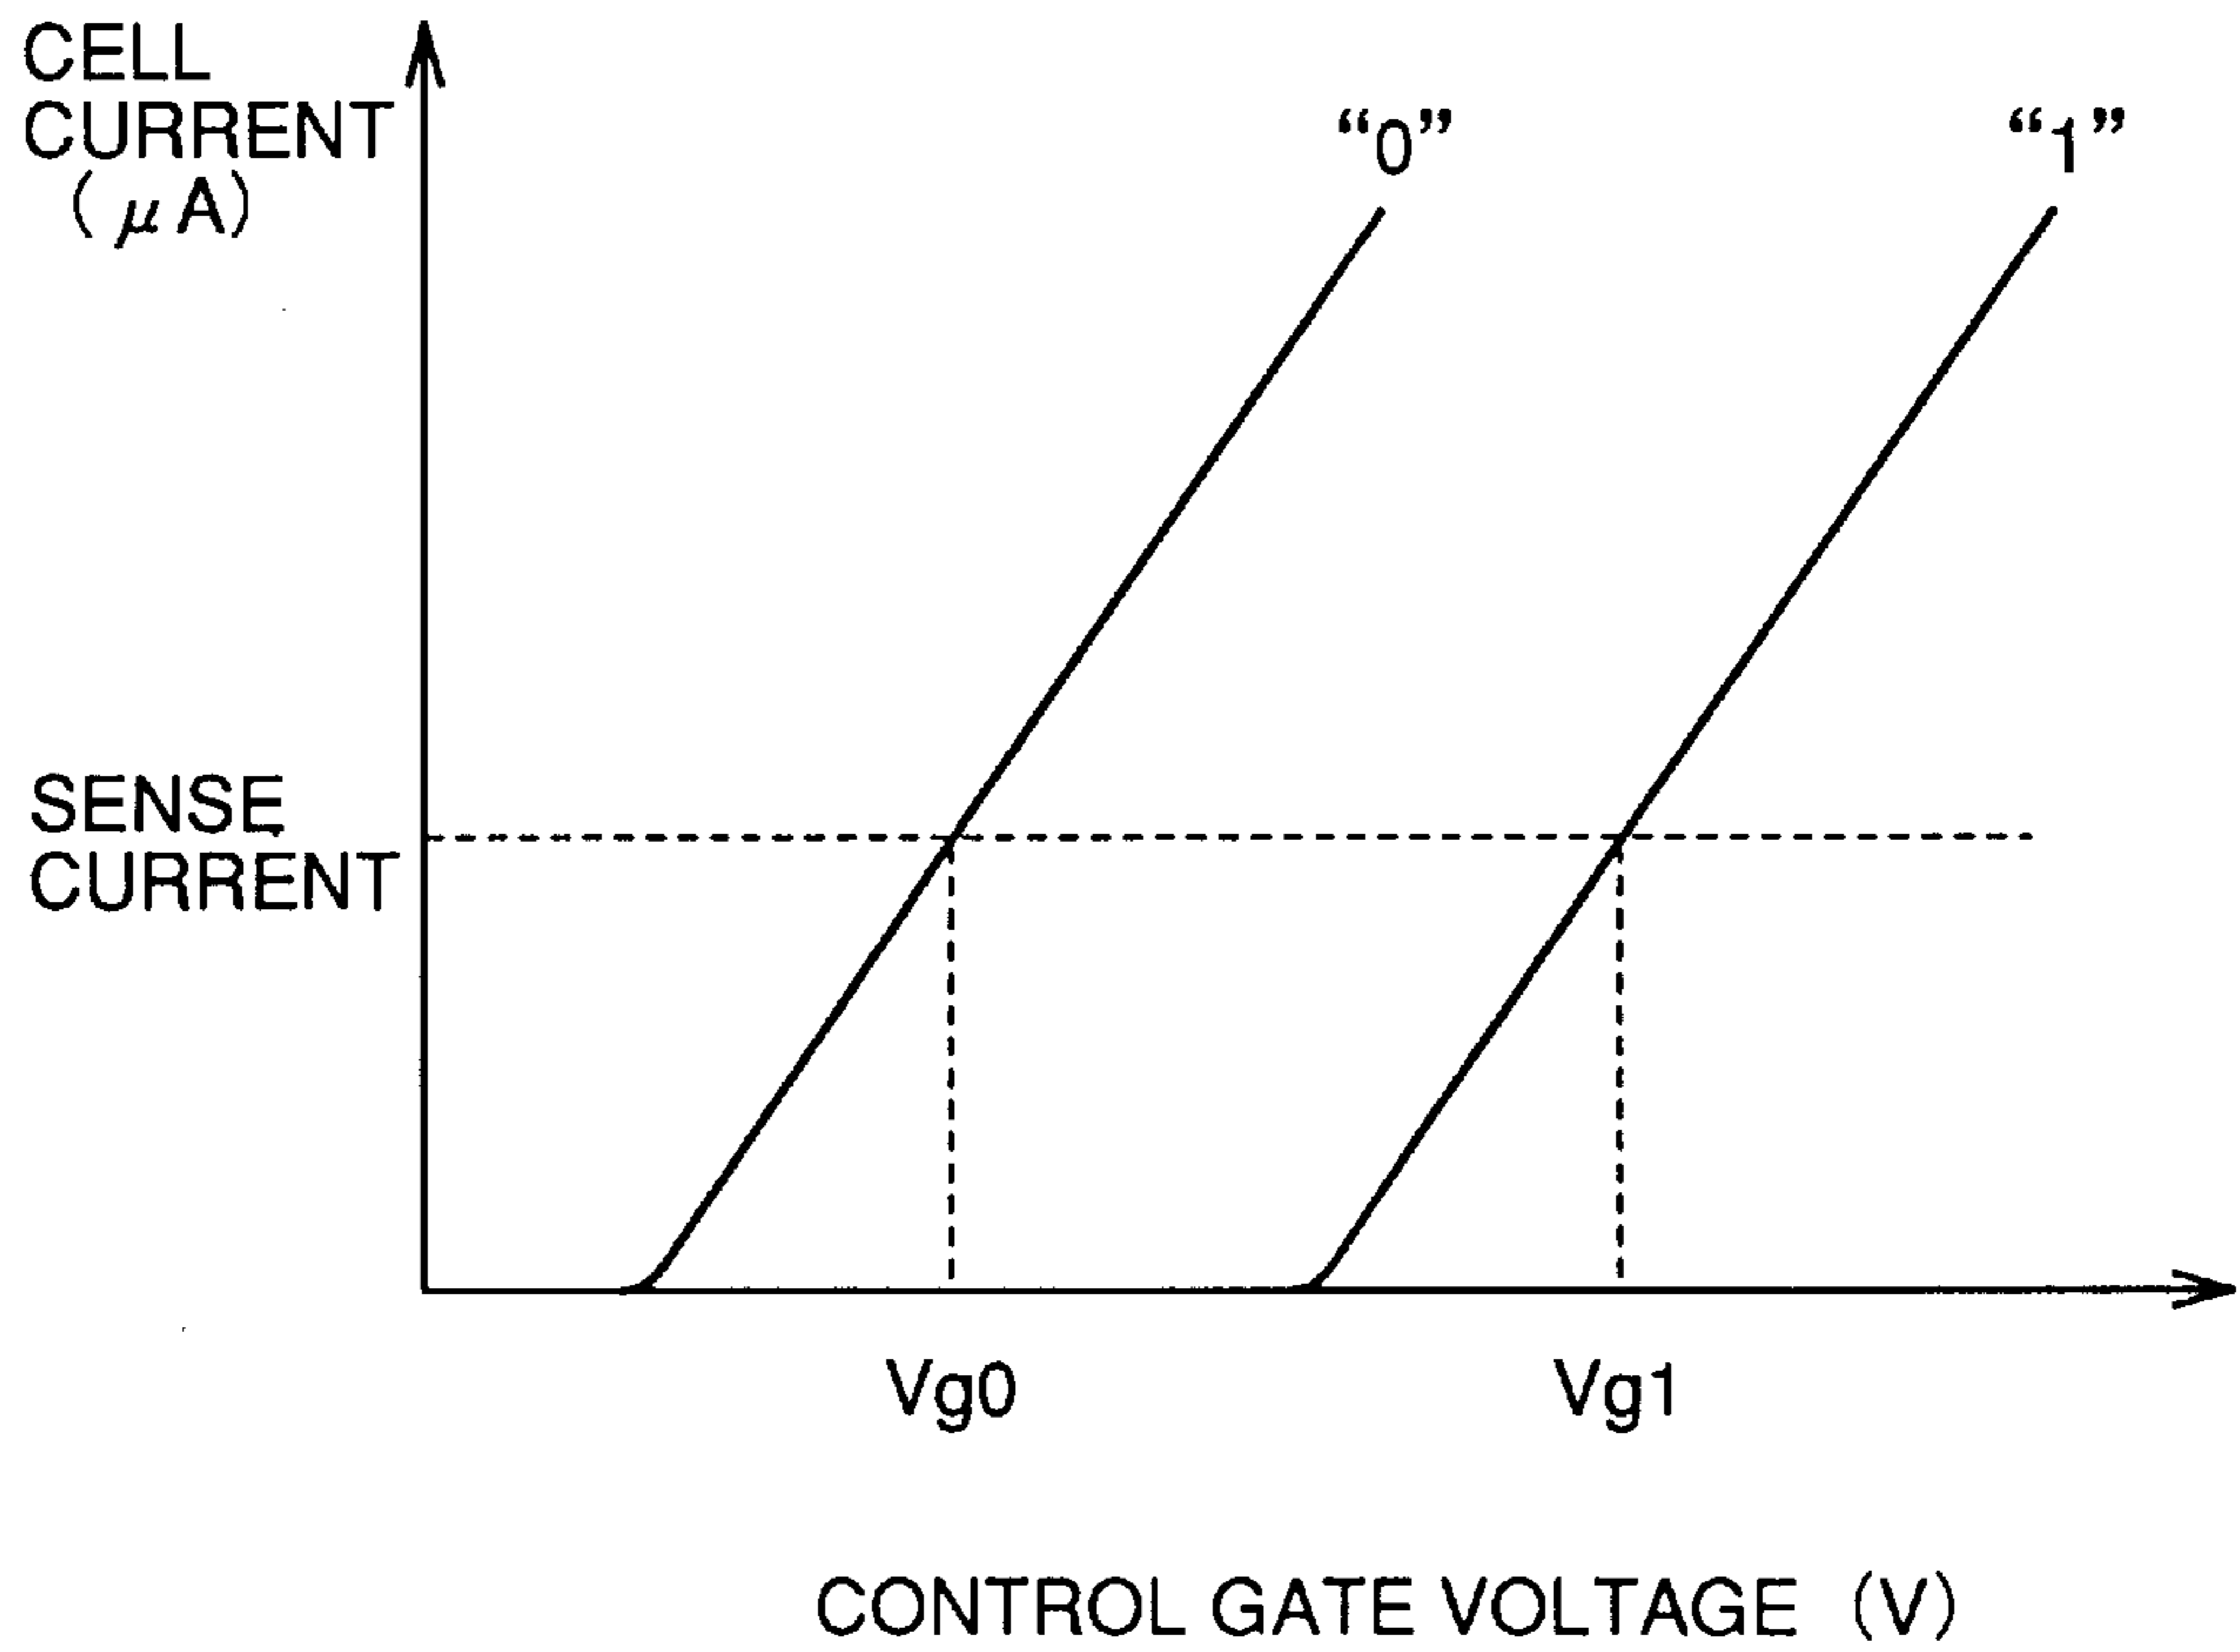 CELL
CURRENT
(μA)
“0”
“1”
SENSE
CURRENT
Vg0
Vg1
CONTROL GATE VOLTAGE (V)